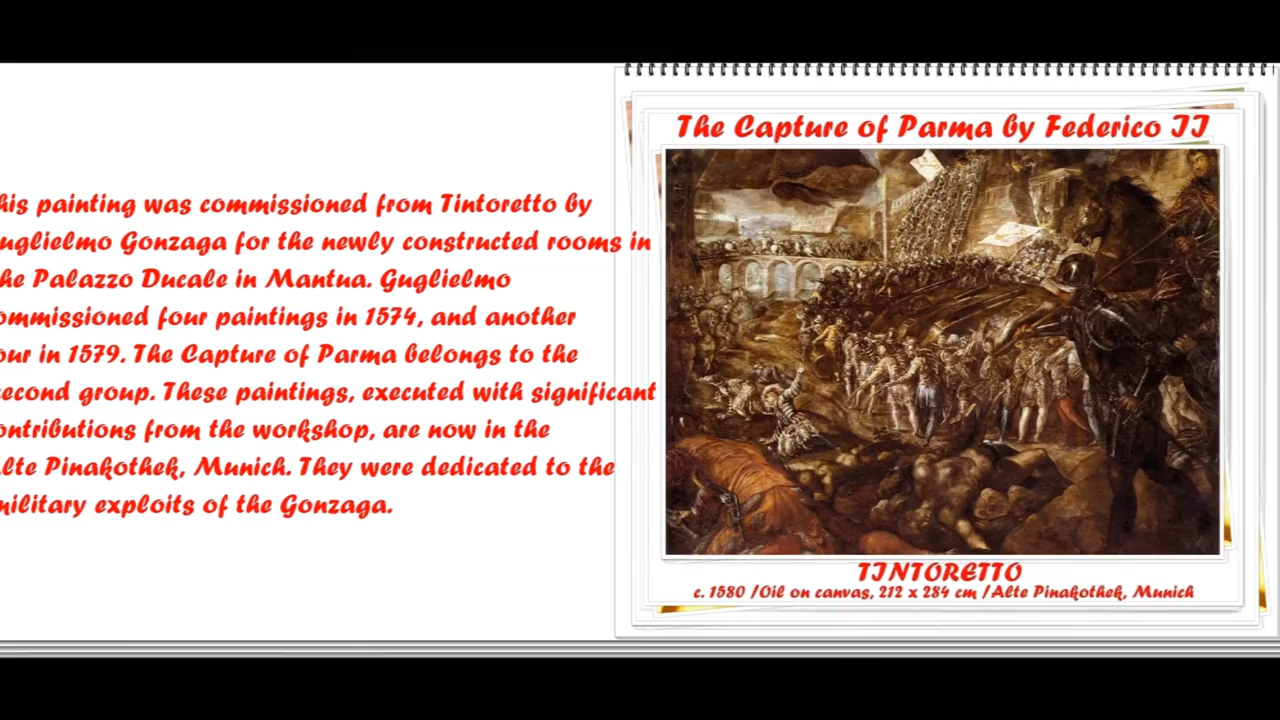 his painting was commissioned from Tintoretto by
uglielmo Gonzaga for the newly constructed rooms in
he Palazzo Ducale in Mantua. Guglielmo
ommissioned four paintings in 1574, and another
our in 1579. The Capture of Parma belongs to the
econd group. These paintings, executed with significant
ontributions from the workshop, are now in the
lte Pinakothek, Munich. They were dedicated to the
military exploits of the Gonzaga.
The Capture of Parma by Federico II
TINTORETTO
c. 1580 /Oil on canvas, 212 x 284 cm /Alte Pinakothek, Munich